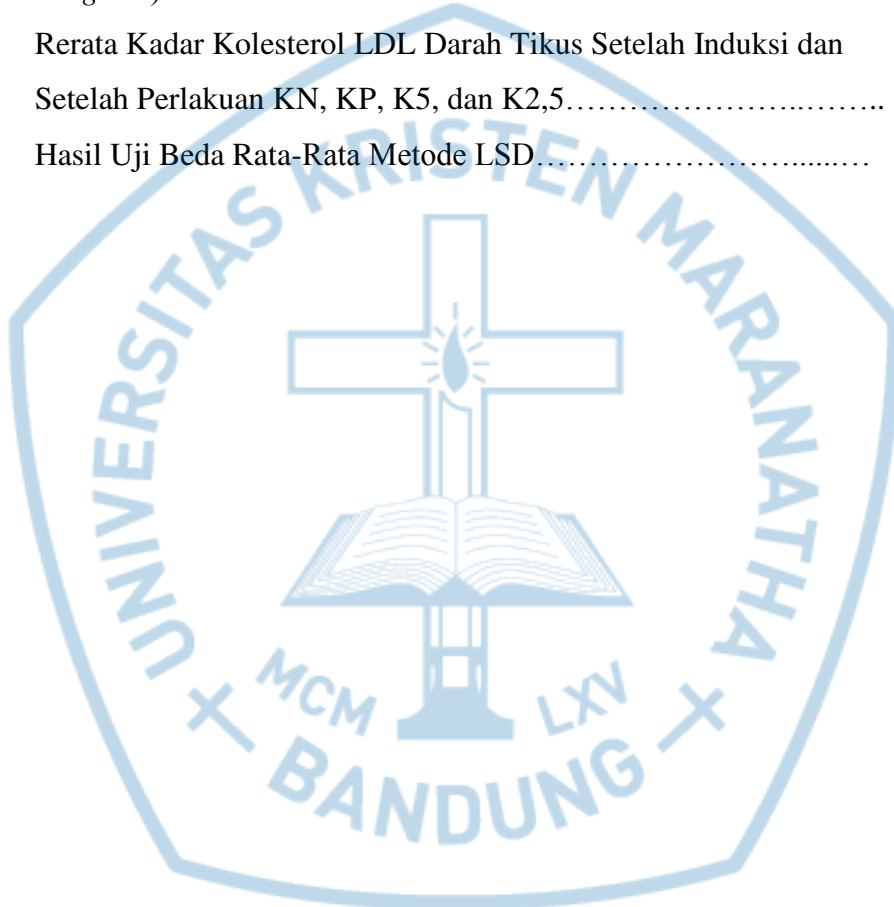 Rerata Kadar Kolesterol LDL Darah Tikus Setelah Induksi dan
Setelah Perlakuan KN, KP, K5, dan K2,5…………………..……..
Hasil Uji Beda Rata-Rata Metode LSD……………………......…
UNIVERSITAS KRISTEN MARANATHA
MCM LXV
BANDUNG